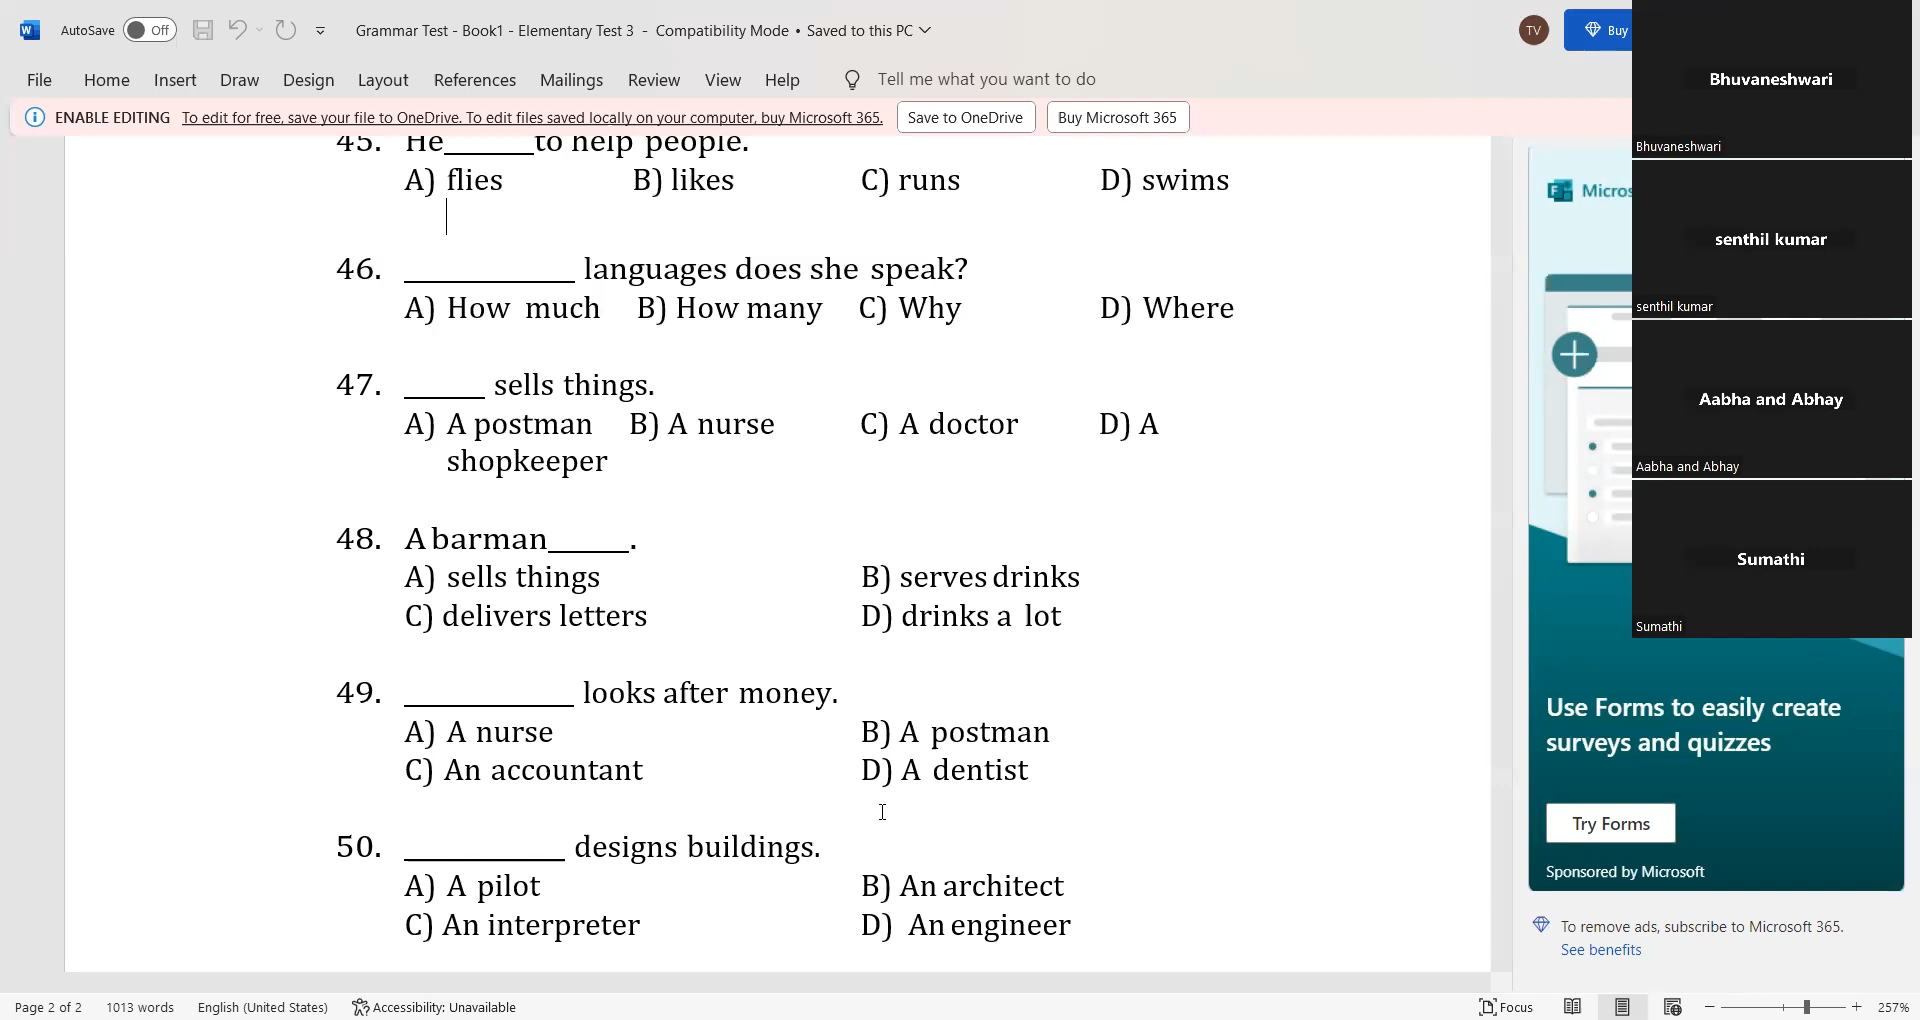 AutoSave Off Grammar Test - Book1 - Elementary Test 3 - Compatibility Mode • Saved to this PC TV Buy
File Home Insert Draw Design Layout References Mailings Review View Help Tell me what you want to do
ENABLE EDITING To edit for free, save your file to OneDrive. To edit files saved locally on your computer, buy Microsoft 365. Save to OneDrive Buy Microsoft 365
45. He______to help people.
A) flies B) likes C) runs D) swims
46. ___________ languages does she speak?
A) How much B) How many C) Why D) Where
47. _____ sells things.
A) A postman B) A nurse C) A doctor D) A
shopkeeper
48. A barman_____.
A) sells things B) serves drinks
C) delivers letters D) drinks a lot
49. ___________ looks after money.
A) A nurse B) A postman
C) An accountant D) A dentist
50. __________ designs buildings.
A) A pilot B) An architect
C) An interpreter D) An engineer
Bhuvaneshwari
Bhuvaneshwari
senthil kumar
senthil kumar
Aabha and Abhay
Aabha and Abhay
Sumathi
Sumathi
Use Forms to easily create
surveys and quizzes
Try Forms
Sponsored by Microsoft
To remove ads, subscribe to Microsoft 365.
See benefits
Page 2 of 2 1013 words English (United States) Accessibility: Unavailable Focus 257%